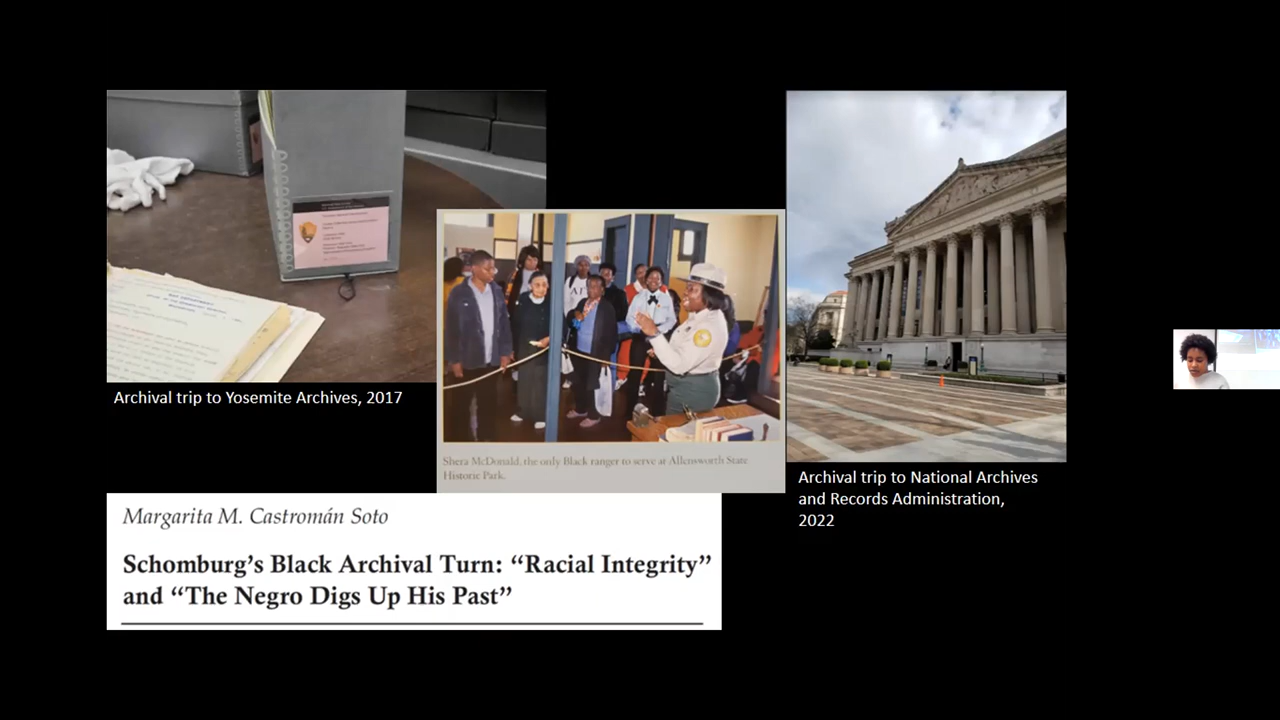 Archival trip to Yosemite Archives, 2017
Shera McDonald, the only Black ranger to serve at Allensworth State
Historic Park.
Archival trip to National Archives
and Records Administration,
2022
Margarita M. Castromán Soto
Schomburg’s Black Archival Turn: “Racial Integrity”
and “The Negro Digs Up His Past”